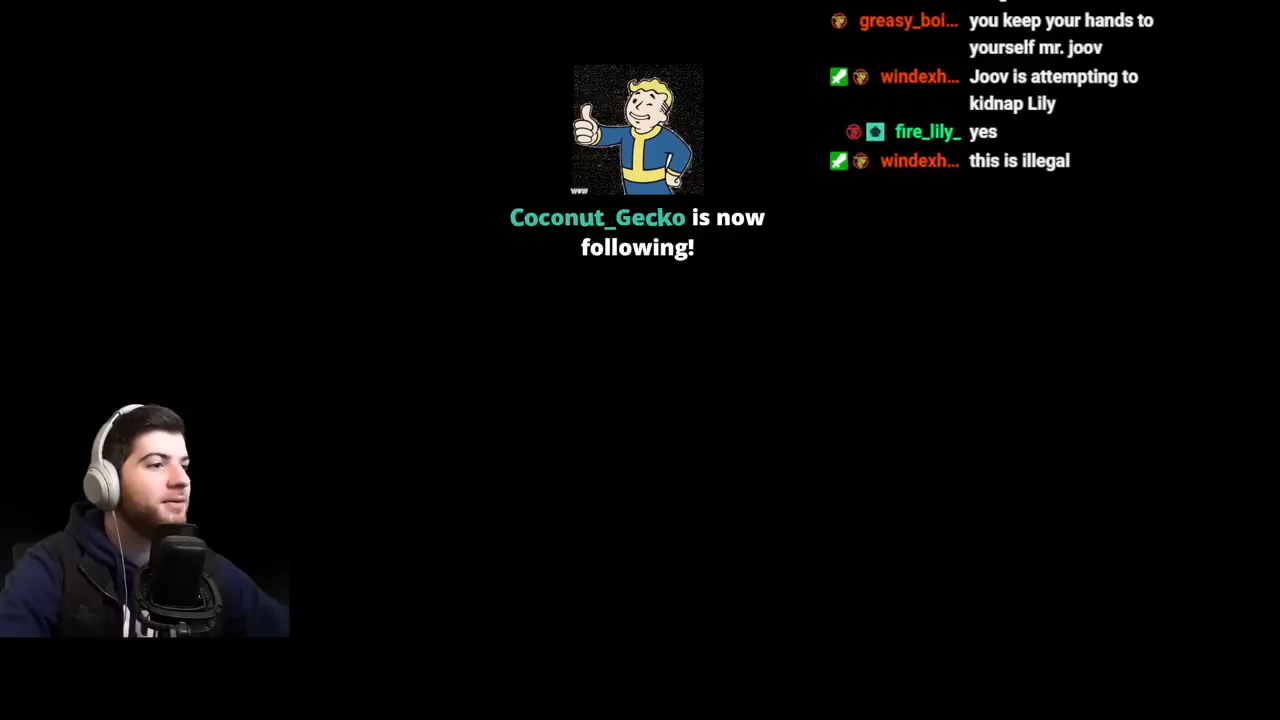 greasy_boi… you keep your hands to
yourself mr. joov
windexh… Joov is attempting to
kidnap Lily
fire_lily_ yes
windexh… this is illegal
wow
Coconut_Gecko is now
following!